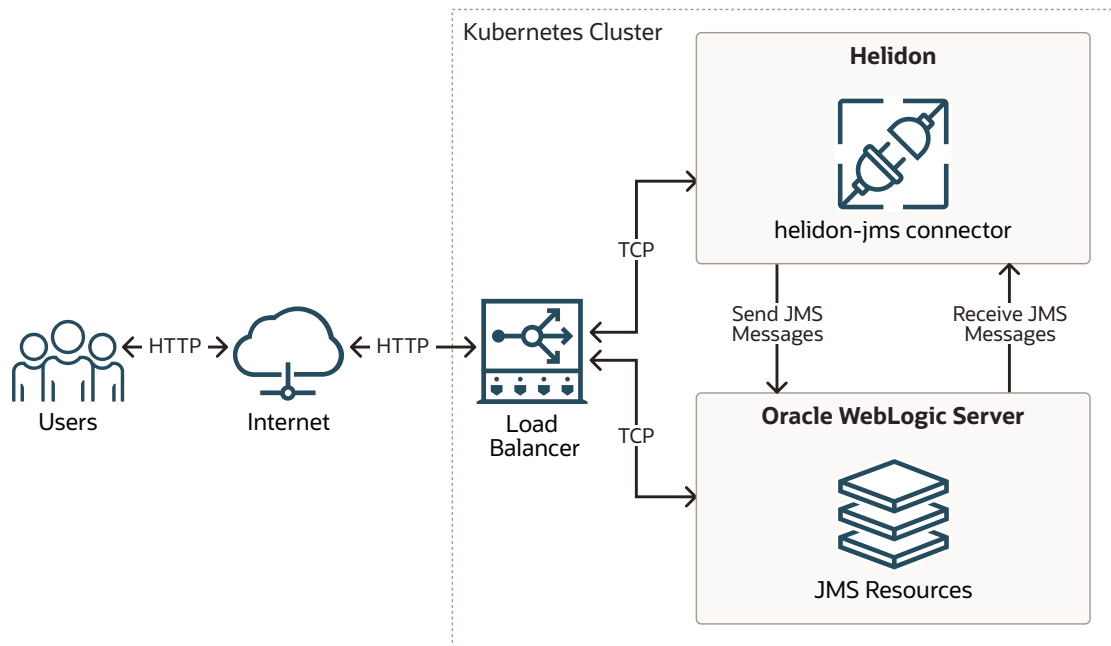 Kubernetes Cluster
Helidon
helidon-jms connector
TCP
Send JMS
Messages
Receive JMS
Messages
HTTP
HTTP
Users
Internet
Load
Balancer
TCP
Oracle WebLogic Server
JMS Resources